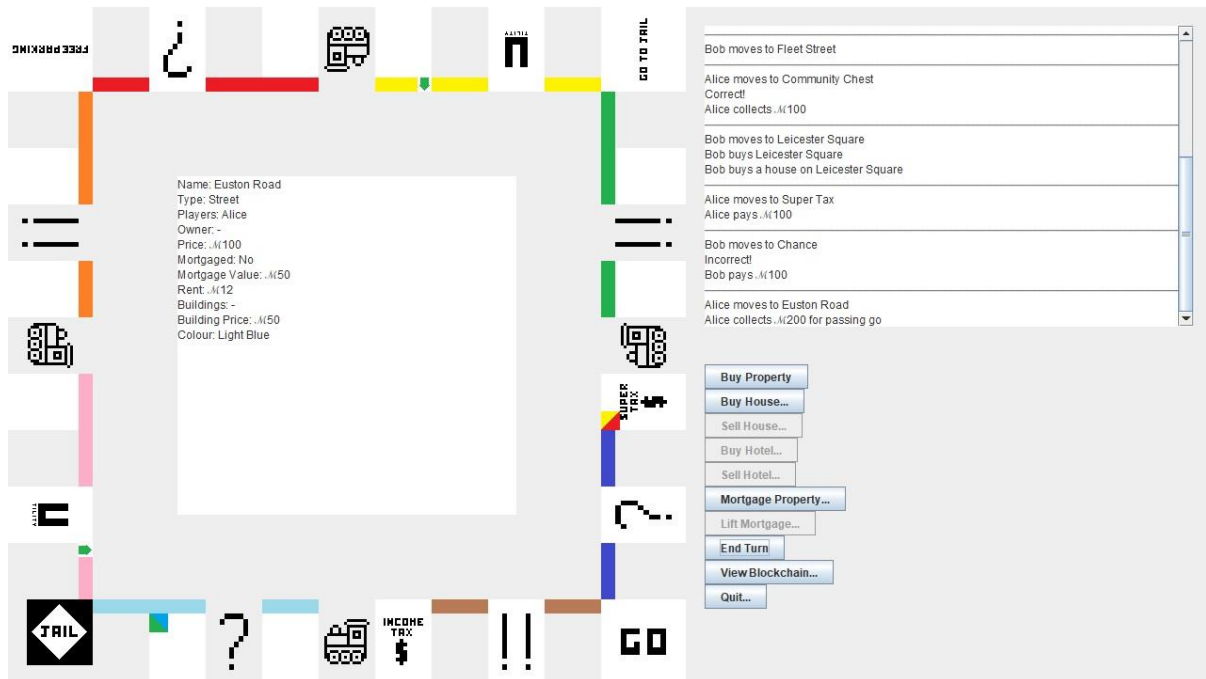 FREE PARKING
¿
UTILITY
GO TO JAIL
Bob moves to Fleet Street
Alice moves to Community Chest
Correct!
Alice collects ℳ100
Bob moves to Leicester Square
Bob buys Leicester Square
Bob buys a house on Leicester Square
Alice moves to Super Tax
Alice pays ℳ100
Bob moves to Chance
Incorrect!
Bob pays ℳ100
Alice moves to Euston Road
Alice collects ℳ200 for passing go
Name: Euston Road
Type: Street
Players: Alice
Owner: -
Price: ℳ100
Mortgaged: No
Mortgage Value: ℳ50
Rent: ℳ12
Buildings: -
Building Price: ℳ50
Colour: Light Blue
!!
!!
SUPER
TAX
$
?
UTILITY
Buy Property
Buy House...
Sell House...
Buy Hotel...
Sell Hotel...
Mortgage Property...
Lift Mortgage...
End Turn
View Blockchain...
Quit...
JAIL
?
INCOME
TAX
$
!!
GO